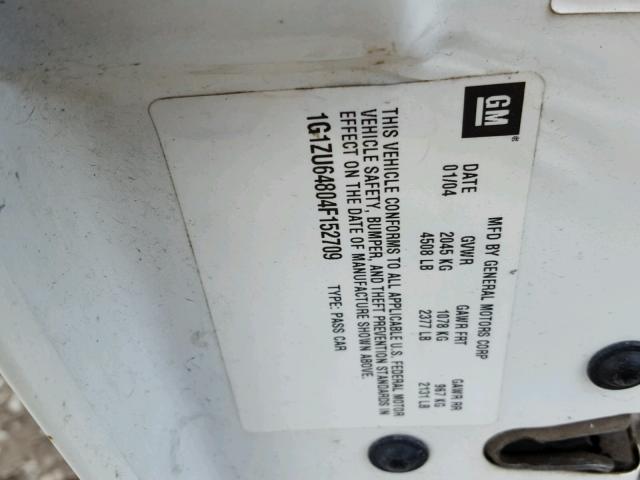 GM
MFD BY GENERAL MOTORS CORP
DATE GVWR GAWR FRT GAWR RR
01/04 2045 KG 1078 KG 967 KG
4508 LB 2377 LB 2131 LB
THIS VEHICLE CONFORMS TO ALL APPLICABLE U.S. FEDERAL MOTOR
VEHICLE SAFETY, BUMPER, AND THEFT PREVENTION STANDARDS IN
EFFECT ON THE DATE OF MANUFACTURE SHOWN ABOVE.
1G1ZU64804F152709 TYPE: PASS CAR